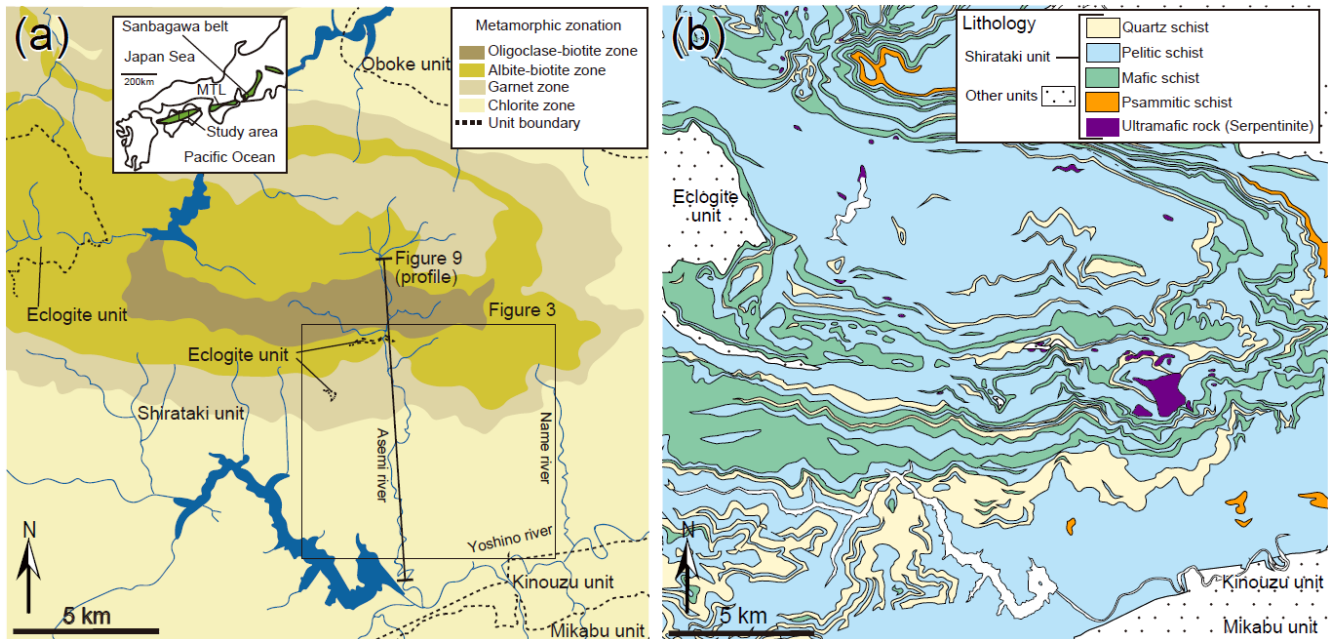 (a)
Sanbagawa belt
Japan Sea
200km
MTL
Study area
Pacific Ocean
Oboke unit
Metamorphic zonation
Oligoclase-biotite zone
Albite-biotite zone
Garnet zone
Chlorite zone
Unit boundary
Figure 9
(profile)
Figure 3
Eclogite unit
Eclogite unit
Shirataki unit
Asemi river
Name river
Yoshino river
N
5 km
Kinouzu unit
Mikabu unit
(b)
Lithology
Shirataki unit
Other units
Quartz schist
Pelitic schist
Mafic schist
Psammitic schist
Ultramafic rock (Serpentinite)
Eclogite
unit
N
5 km
Kinouzu unit
Mikabu unit